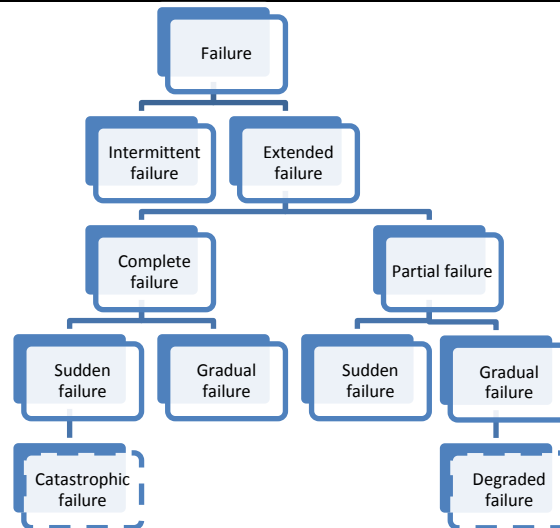 Failure
Intermittent
failure
Extended
failure
Complete
failure
Partial failure
Sudden
failure
Gradual
failure
Sudden
failure
Gradual
failure
Catastrophic
failure
Degraded
failure